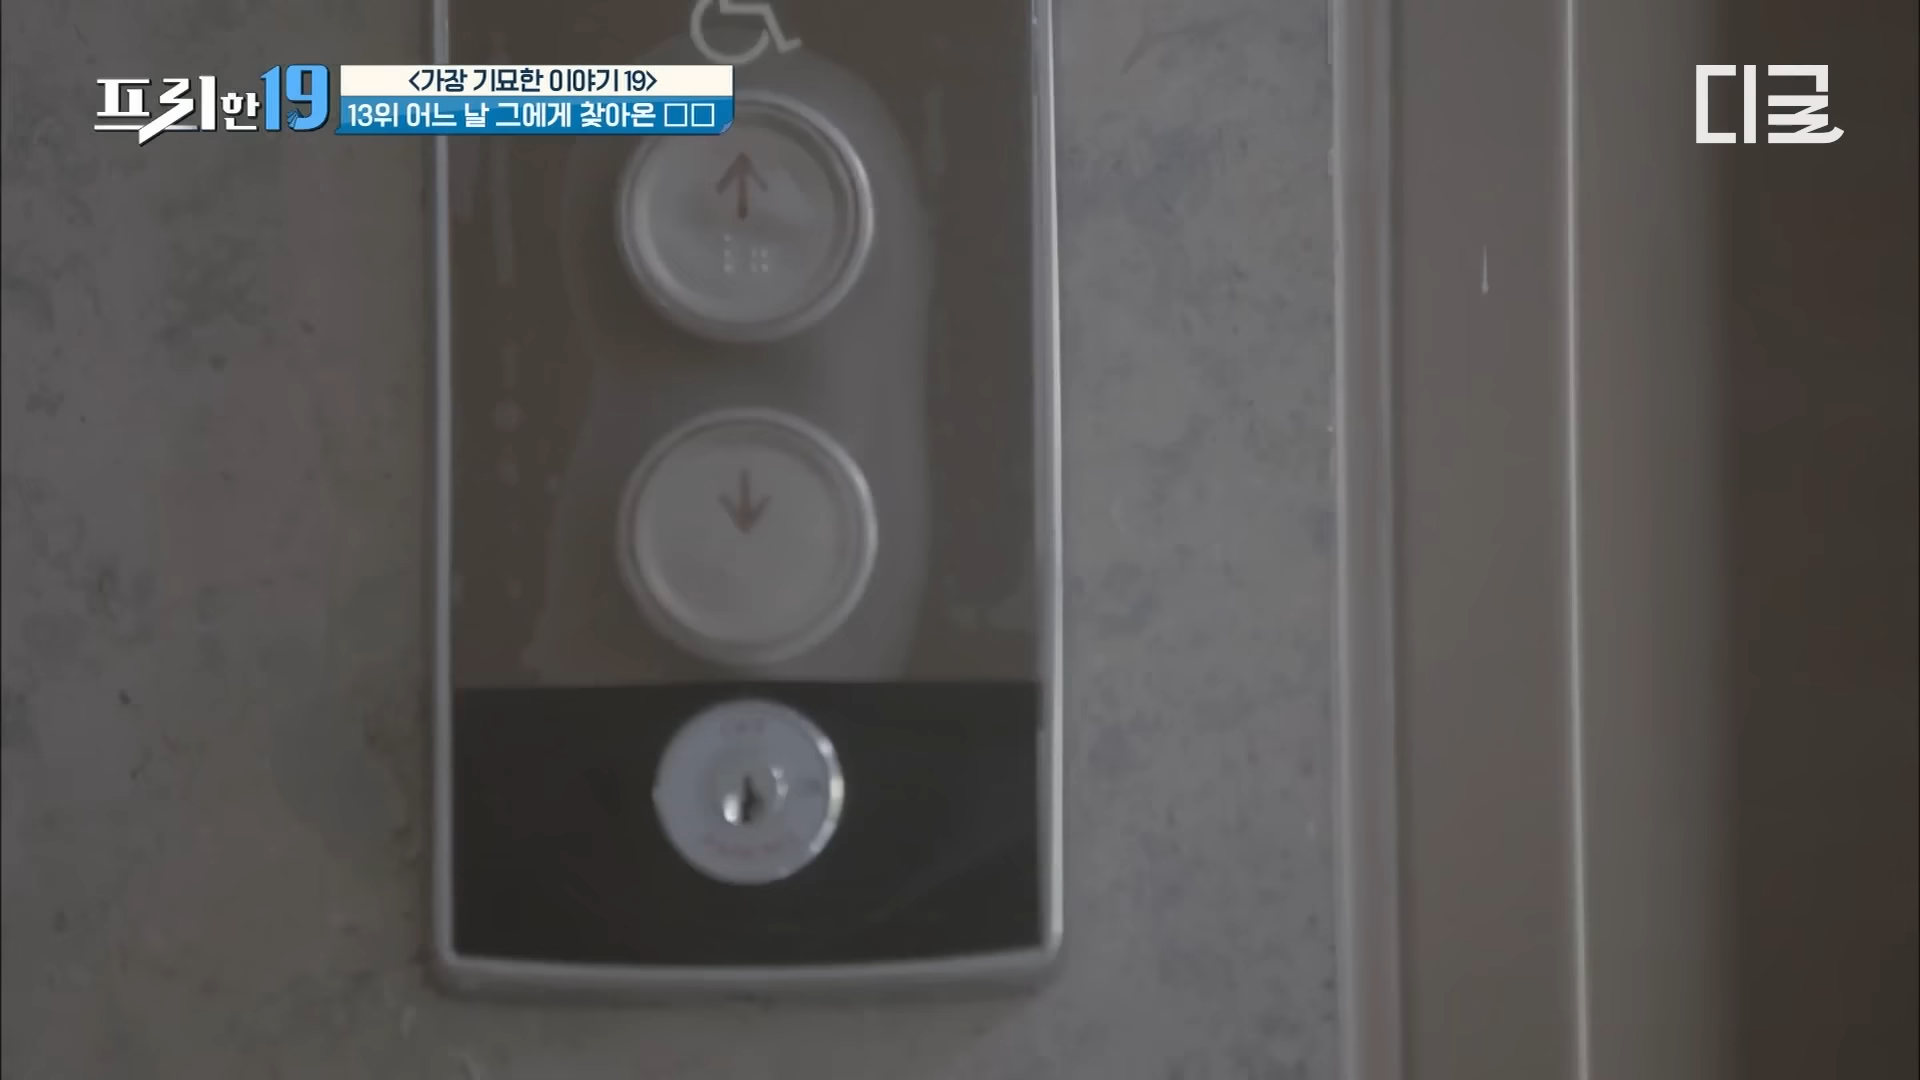 프리한19
<가장 기묘한 이야기 19>
13위 어느 날 그에게 찾아온 □□
디글